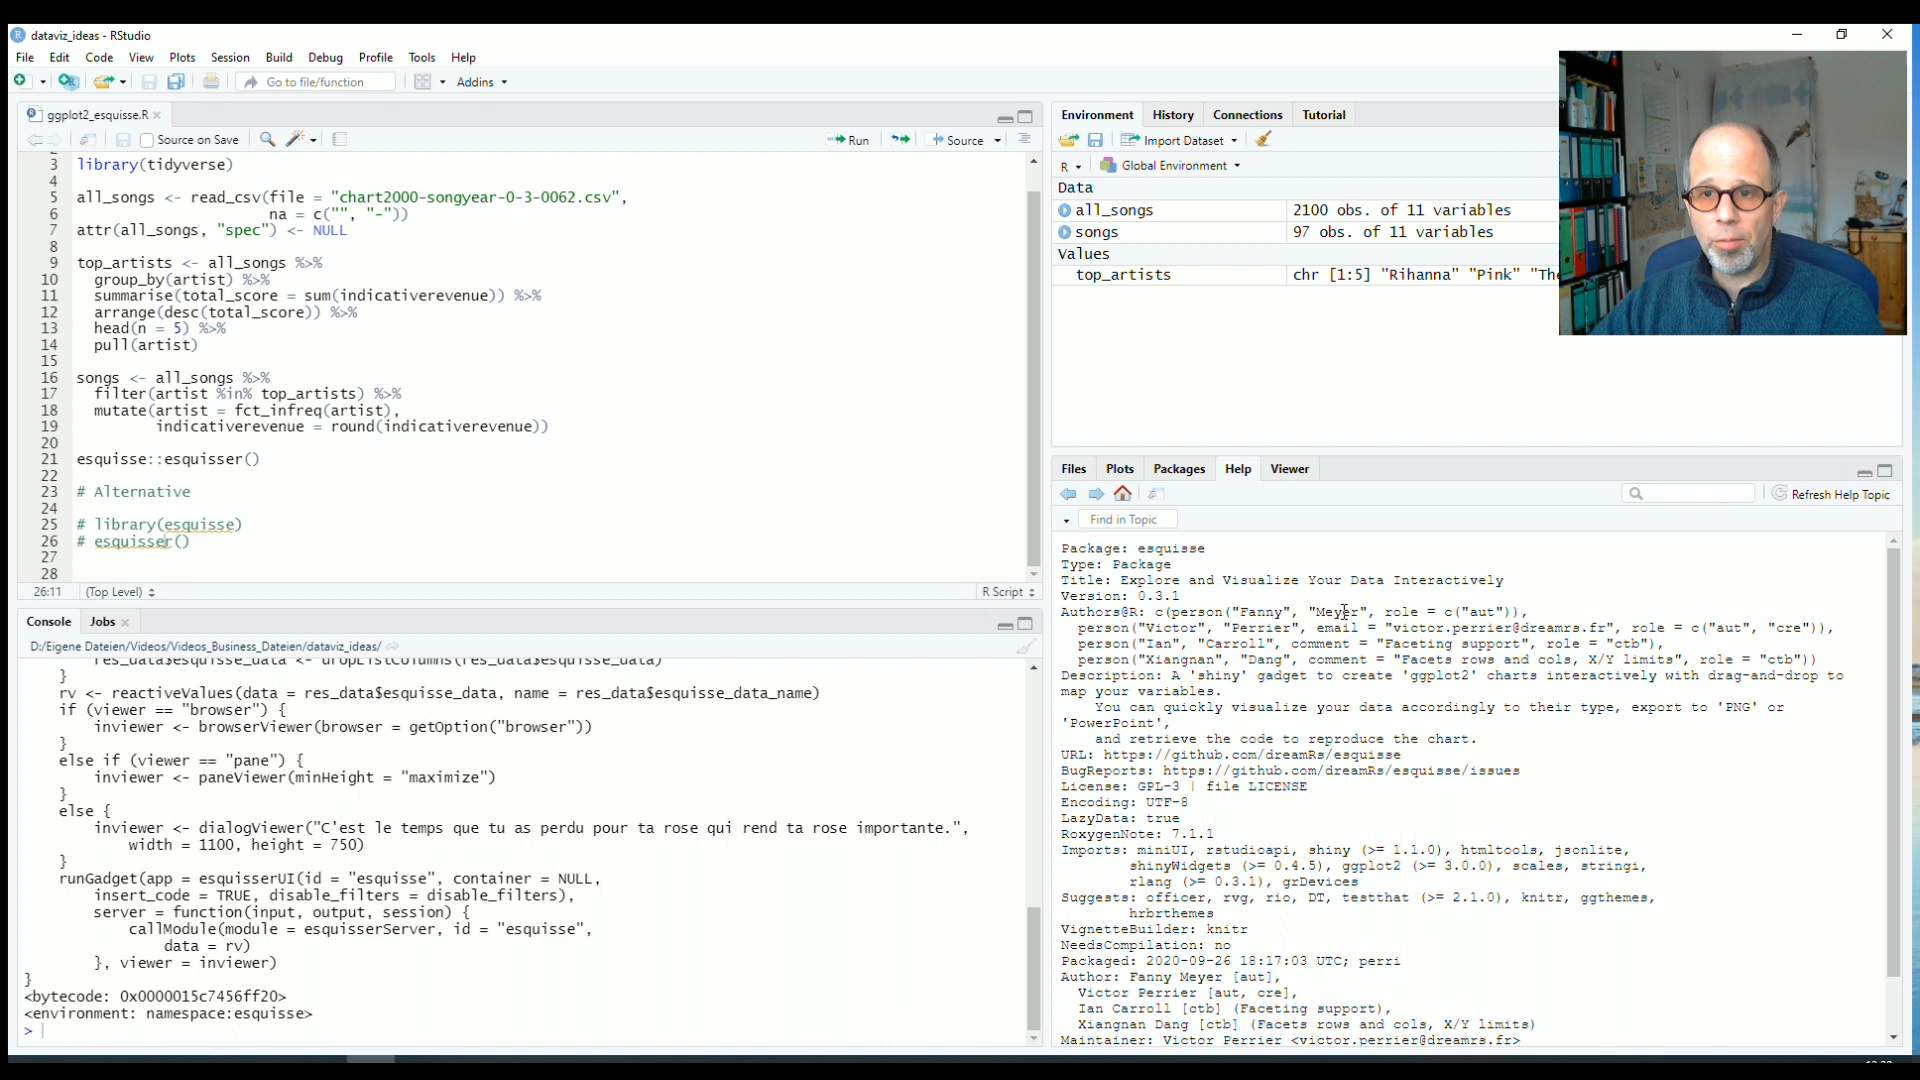 dataviz_ideas - RStudio
File Edit Code View Plots Session Build Debug Profile Tools Help
Go to file/function Addins
ggplot2_esquisse.R
Source on Save Run Source
3 library(tidyverse)
4
5 all_songs <- read_csv(file = "chart2000-songyear-0-3-0062.csv",
6 na = c("", "-"))
7 attr(all_songs, "spec") <- NULL
8
9 top_artists <- all_songs %>%
10 group_by(artist) %>%
11 summarise(total_score = sum(indicativerevenue)) %>%
12 arrange(desc(total_score)) %>%
13 head(n = 5) %>%
14 pull(artist)
15
16 songs <- all_songs %>%
17 filter(artist %in% top_artists) %>%
18 mutate(artist = fct_infreq(artist),
19 indicativerevenue = round(indicativerevenue))
20
21 esquisse::esquisser()
22
23 # Alternative
24
25 # library(esquisse)
26 # esquisser()
27
28
26:11 (Top Level) R Script
Console Jobs
D:/Eigene Dateien/Videos/Videos_Business_Dateien/dataviz_ideas/
res_data$esquisse_data <- dropListColumns(res_data$esquisse_data)
}
rv <- reactiveValues(data = res_data$esquisse_data, name = res_data$esquisse_data_name)
if (viewer == "browser") {
inviewer <- browserViewer(browser = getOption("browser"))
}
else if (viewer == "pane") {
inviewer <- paneViewer(minHeight = "maximize")
}
else {
inviewer <- dialogViewer("C'est le temps que tu as perdu pour ta rose qui rend ta rose importante.",
width = 1100, height = 750)
}
runGadget(app = esquisserUI(id = "esquisse", container = NULL,
insert_code = TRUE, disable_filters = disable_filters),
server = function(input, output, session) {
callModule(module = esquisserServer, id = "esquisse",
data = rv)
}, viewer = inviewer)
}
<bytecode: 0x0000015c7456ff20>
<environment: namespace:esquisse>
>
Environment History Connections Tutorial
Import Dataset
R Global Environment
Data
all_songs 2100 obs. of 11 variables
songs 97 obs. of 11 variables
Values
top_artists chr [1:5] "Rihanna" "Pink" "The
Files Plots Packages Help Viewer
Refresh Help Topic
Find in Topic
Package: esquisse
Type: Package
Title: Explore and Visualize Your Data Interactively
Version: 0.3.1
Authors@R: c(person("Fanny", "Meyer", role = c("aut")),
person("Victor", "Perrier", email = "victor.perrier@dreamrs.fr", role = c("aut", "cre")),
person("Ian", "Carroll", comment = "Faceting support", role = "ctb"),
person("Xiangnan", "Dang", comment = "Facets rows and cols, X/Y limits", role = "ctb"))
Description: A 'shiny' gadget to create 'ggplot2' charts interactively with drag-and-drop to
map your variables.
You can quickly visualize your data accordingly to their type, export to 'PNG' or
'PowerPoint',
and retrieve the code to reproduce the chart.
URL: https://github.com/dreamRs/esquisse
BugReports: https://github.com/dreamRs/esquisse/issues
License: GPL-3 | file LICENSE
Encoding: UTF-8
LazyData: true
RoxygenNote: 7.1.1
Imports: miniUI, rstudioapi, shiny (>= 1.1.0), htmltools, jsonlite,
shinyWidgets (>= 0.4.5), ggplot2 (>= 3.0.0), scales, stringi,
rlang (>= 0.3.1), grDevices
Suggests: officer, rvg, rio, DT, testthat (>= 2.1.0), knitr, ggthemes,
hrbrthemes
VignetteBuilder: knitr
NeedsCompilation: no
Packaged: 2020-09-26 18:17:03 UTC; perri
Author: Fanny Meyer [aut],
Victor Perrier [aut, cre],
Ian Carroll [ctb] (Faceting support),
Xiangnan Dang [ctb] (Facets rows and cols, X/Y limits)
Maintainer: Victor Perrier <victor.perrier@dreamrs.fr>